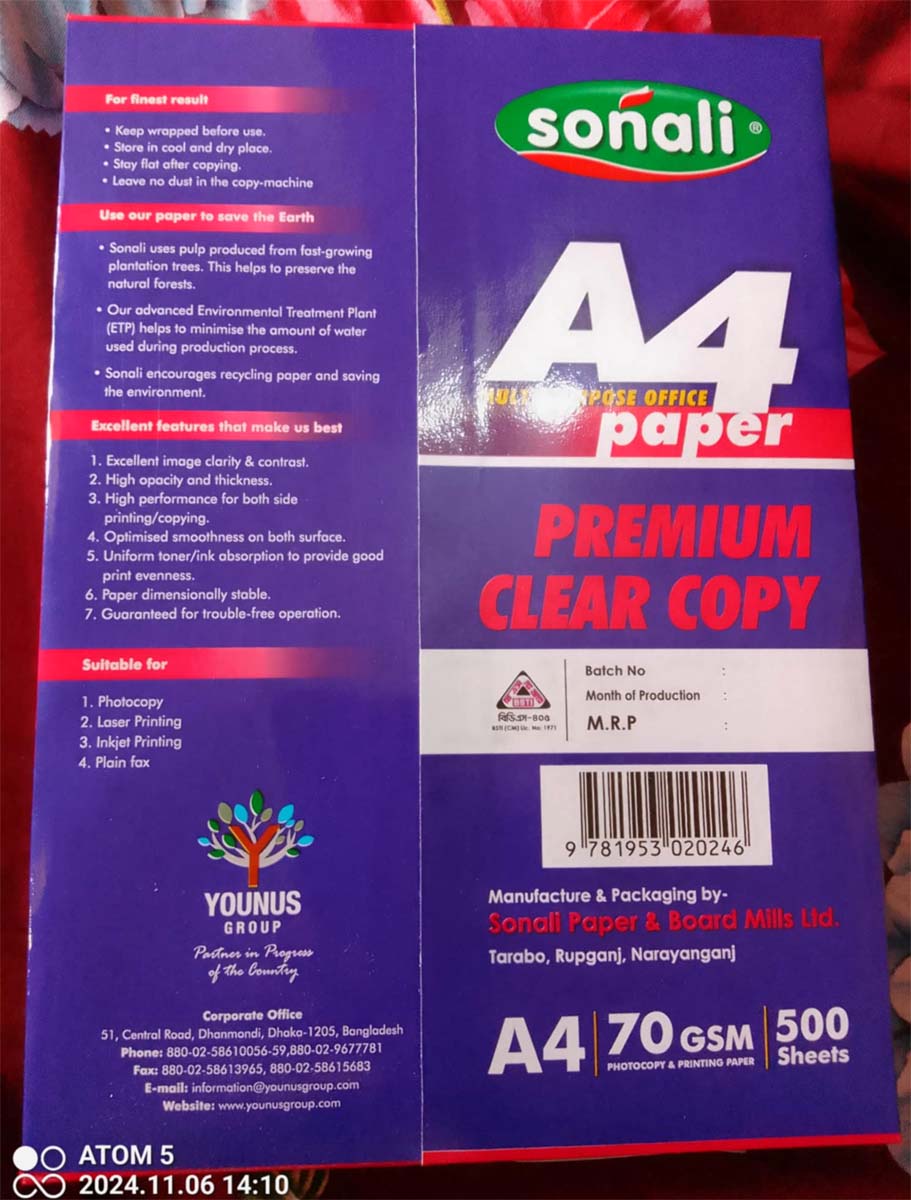 For finest result
• Keep wrapped before use.
• Store in cool and dry place.
• Stay flat after copying.
• Leave no dust in the copy-machine
Use our paper to save the Earth
• Sonali uses pulp produced from fast-growing
plantation trees. This helps to preserve the
natural forests.
• Our advanced Environmental Treatment Plant
(ETP) helps to minimise the amount of water
used during production process.
• Sonali encourages recycling paper and saving
the environment.
Excellent features that make us best
1. Excellent image clarity & contrast.
2. High opacity and thickness.
3. High performance for both side
printing/copying.
4. Optimised smoothness on both surface.
5. Uniform toner/ink absorption to provide good
print evenness.
6. Paper dimensionally stable.
7. Guaranteed for trouble-free operation.
Suitable for
1. Photocopy
2. Laser Printing
3. Inkjet Printing
4. Plain fax
YOUNUS
GROUP
Partner in Progress
of the Country
Corporate Office
51, Central Road, Dhanmondi, Dhaka-1205, Bangladesh
Phone: 880-02-58610056-59,880-02-9677781
Fax: 880-02-58613965, 880-02-58615683
E-mail: information@younusgroup.com
Website: www.younusgroup.com
sonali ®
A4
OFFICE
paper
PREMIUM
CLEAR COPY
BSTI
বিডিএস-৪০৫
BSTI (CM) Lic. No: 1971
Batch No :
Month of Production :
M.R.P :
9 781953 020246
Manufacture & Packaging by-
Sonali Paper & Board Mills Ltd.
Tarabo, Rupganj, Narayanganj
A4 | 70 GSM | 500
PHOTOCOPY & PRINTING PAPER Sheets
ATOM 5
2024.11.06 14:10